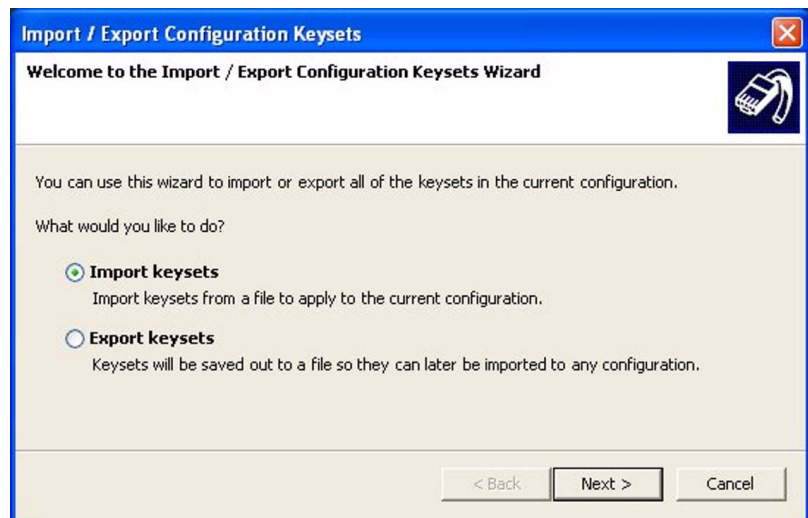 Import / Export Configuration Keysets
Welcome to the Import / Export Configuration Keysets Wizard
You can use this wizard to import or export all of the keysets in the current configuration.
What would you like to do?
Import keysets
Import keysets from a file to apply to the current configuration.
Export keysets
Keysets will be saved out to a file so they can later be imported to any configuration.
< Back
Next >
Cancel